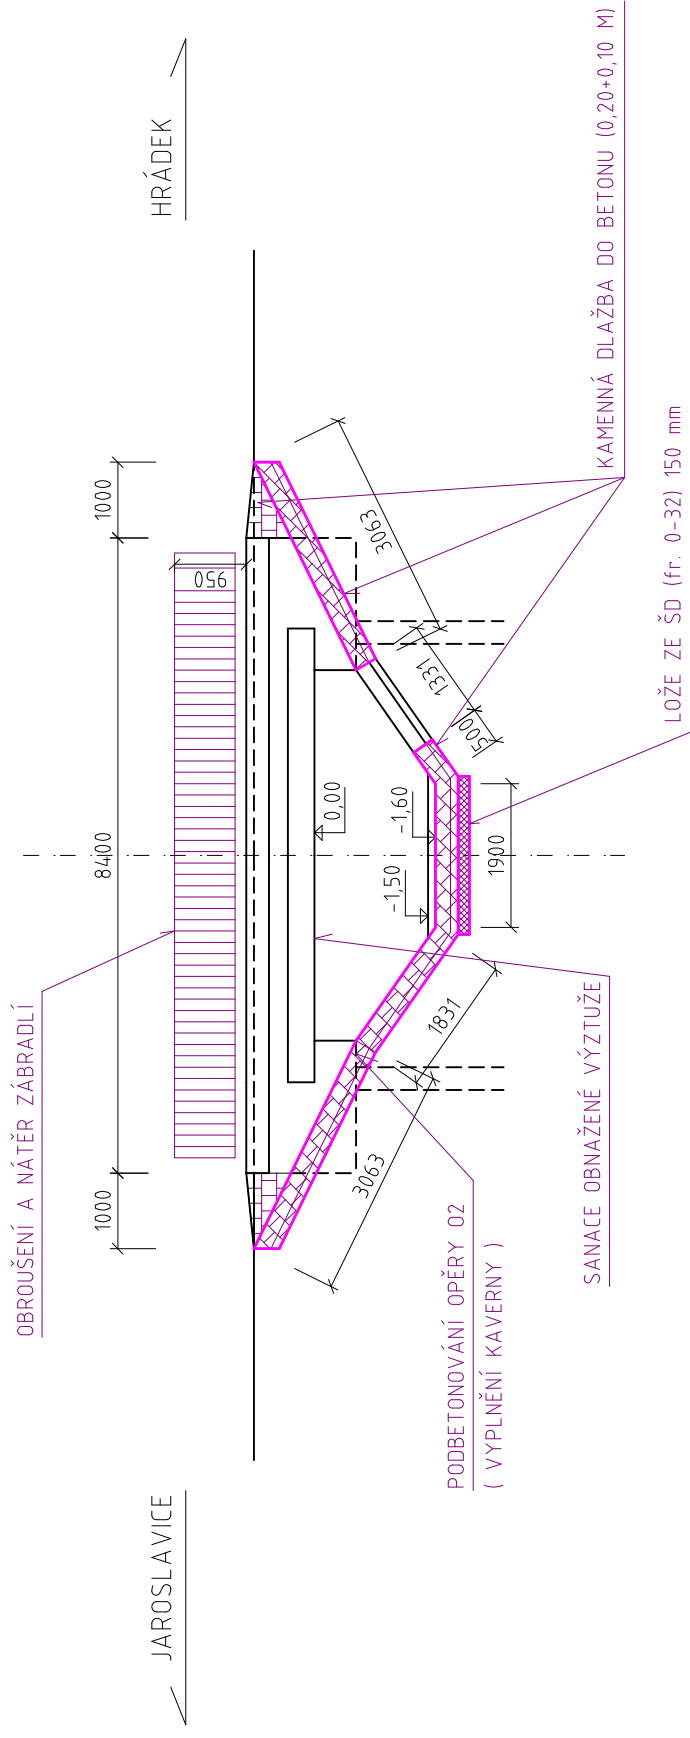 JAROSLAVICE
HRÁDEK
OBROUŠENÍ A NÁTĚR ZÁBRADLÍ
1000
8400
1000
950
0,00
-1,50
-1,60
3063
1831
1900
500
1331
3063
PODBETONOVÁNÍ OPĚRY 02
( VYPLNĚNÍ KAVERNY )
SANACE OBNAŽENÉ VÝZTUŽE
KAMENNÁ DLAŽBA DO BETONU (0,20+0,10 M)
LOŽE ZE ŠD (fr. 0-32) 150 mm